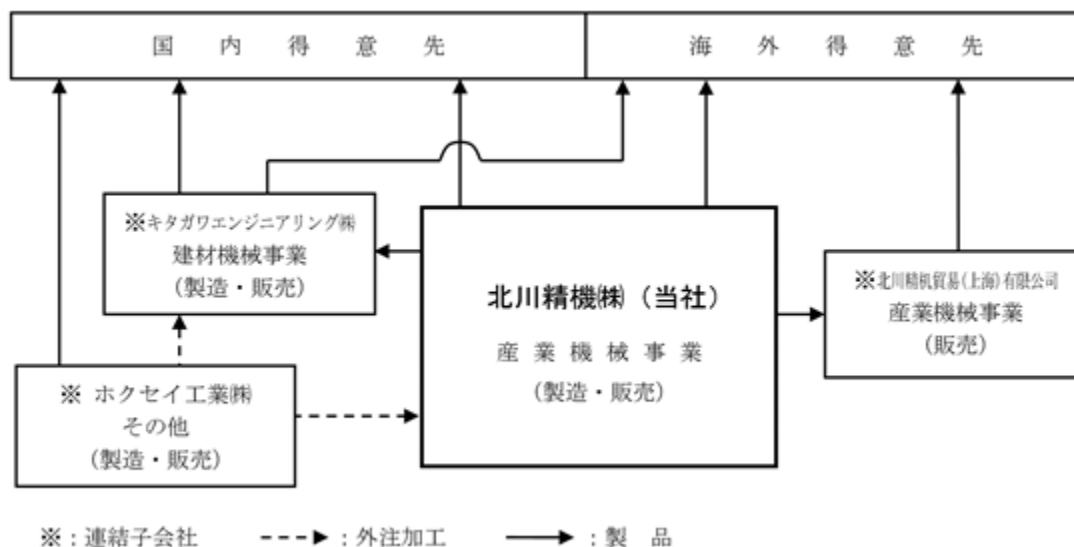 国内得意先
海外得意先
※キタガワエンジニアリング㈱
建材機械事業
(製造・販売)
北川精機㈱（当社）
産業機械事業
(製造・販売)
※北川精机貿易(上海)有限公司
産業機械事業
(販売)
※ ホクセイ工業㈱
その他
(製造・販売)
※：連結子会社 ：外注加工 ：製 品